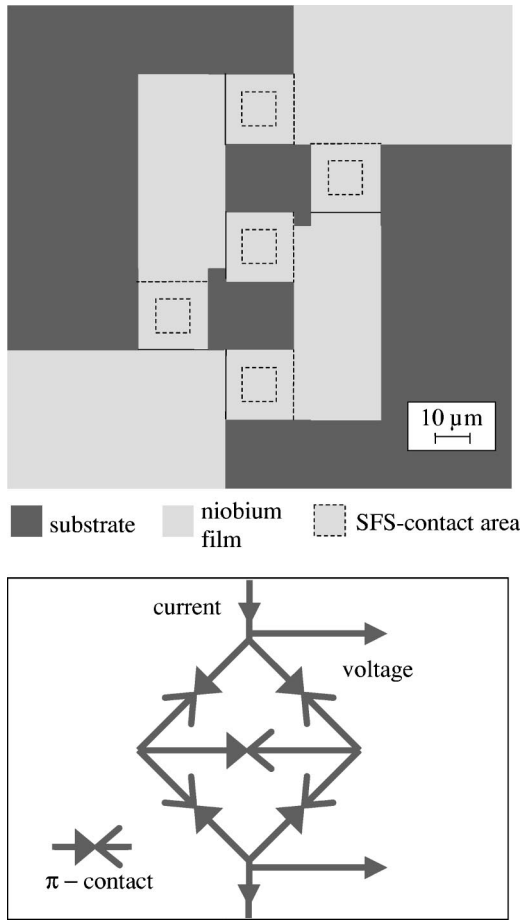 10 µm
substrate
niobium
film
SFS-contact area
current
voltage
π – contact